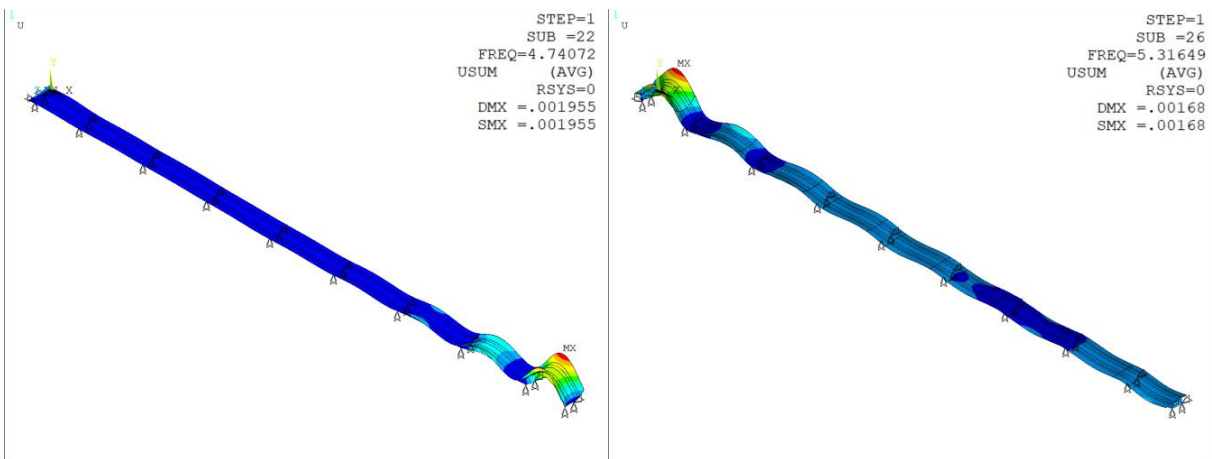 1
U
STEP=1
SUB =22
FREQ=4.74072
USUM (AVG)
RSYS=0
DMX =.001955
SMX =.001955
Y
X
MX
1
U
STEP=1
SUB =26
FREQ=5.31649
USUM (AVG)
RSYS=0
DMX =.00168
SMX =.00168
MX
Y